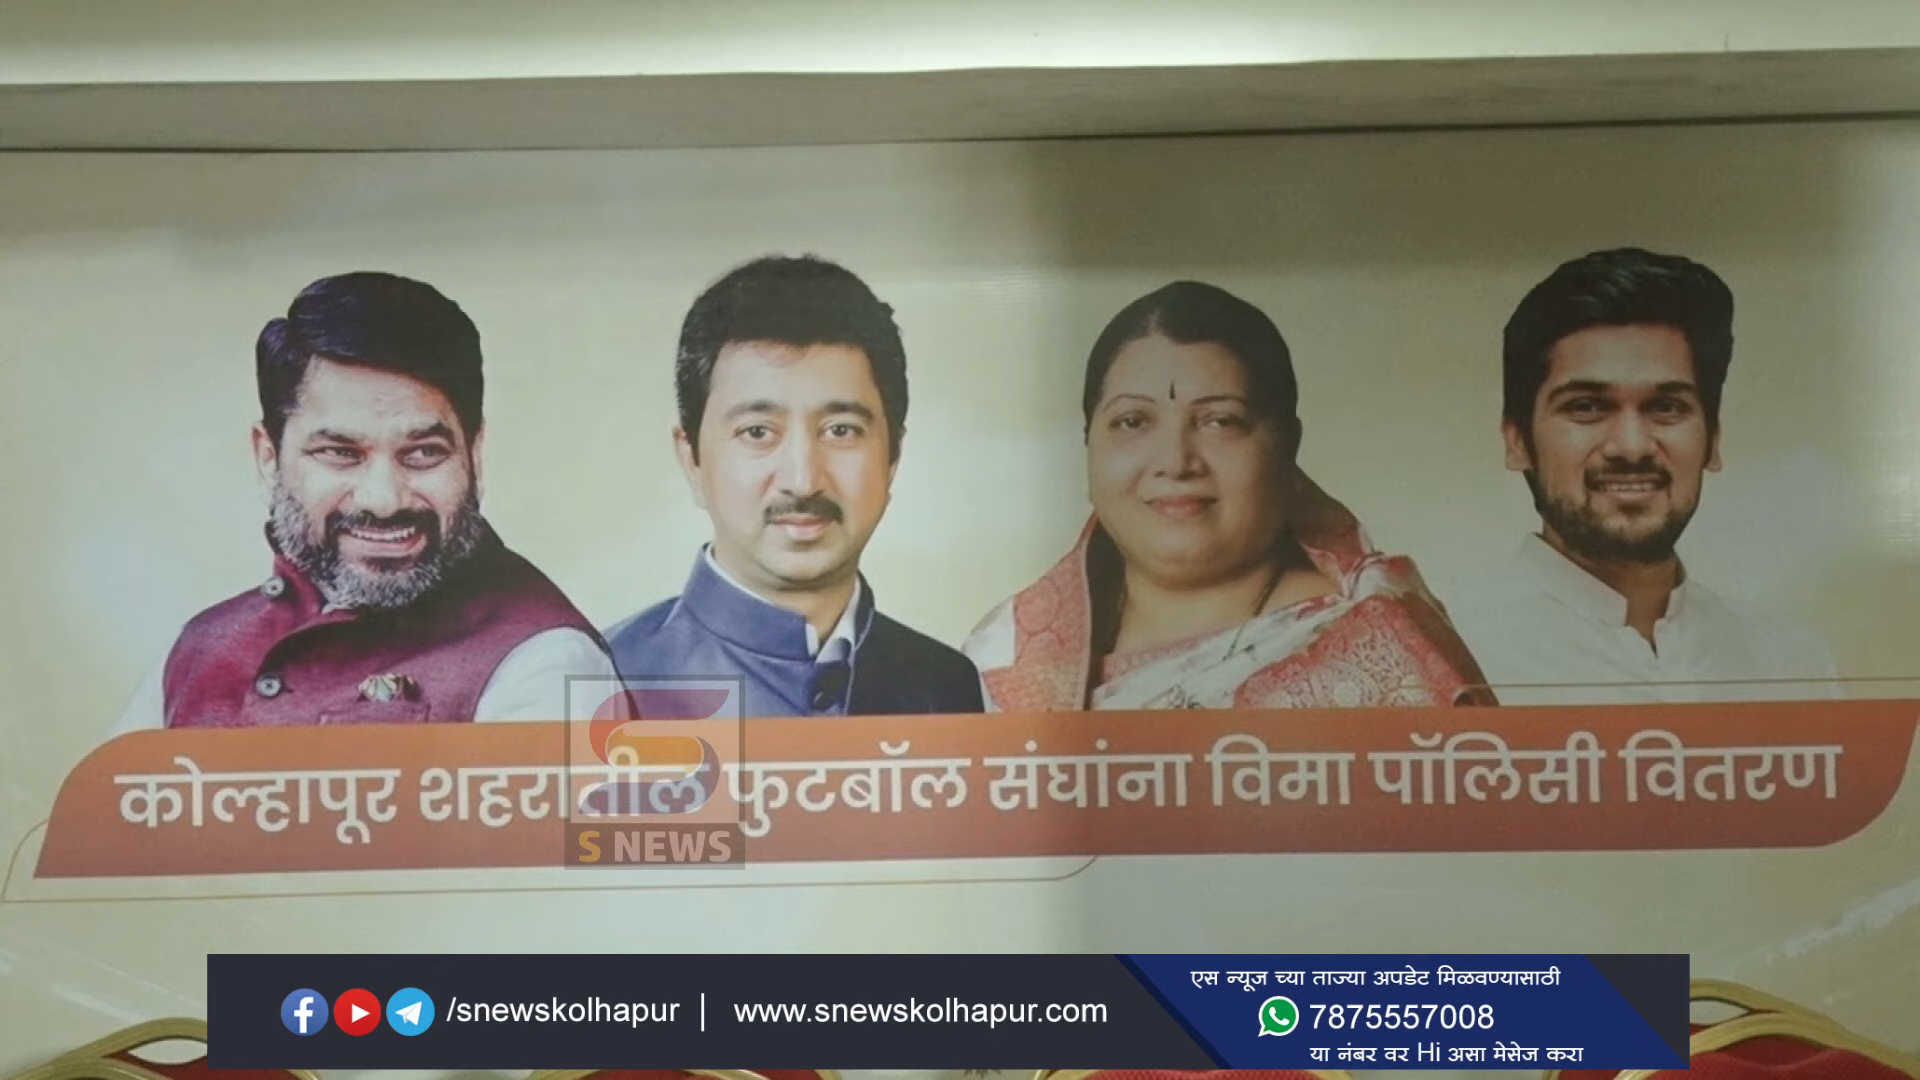 कोल्हापूर शहरातील फुटबॉल संघांना विमा पॉलिसी वितरण
S NEWS
/snewskolhapur | www.snewskolhapur.com
एस न्यूज च्या ताज्या अपडेट मिळवण्यासाठी
7875557008
या नंबर वर Hi असा मेसेज करा